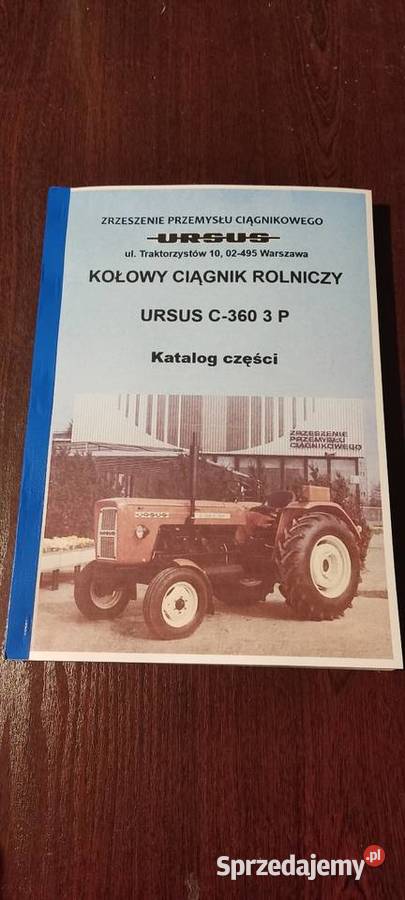 ZRZESZENIE PRZEMYSŁU CIĄGNIKOWEGO
URSUS
ul. Traktorzystów 10, 02-495 Warszawa
KOŁOWY CIĄGNIK ROLNICZY
URSUS C-360 3 P
Katalog części
ZRZESZENIE
PRZEMYSŁU
CIĄGNIKOWEGO
URSUS
URSUS
Sprzedajemy.pl